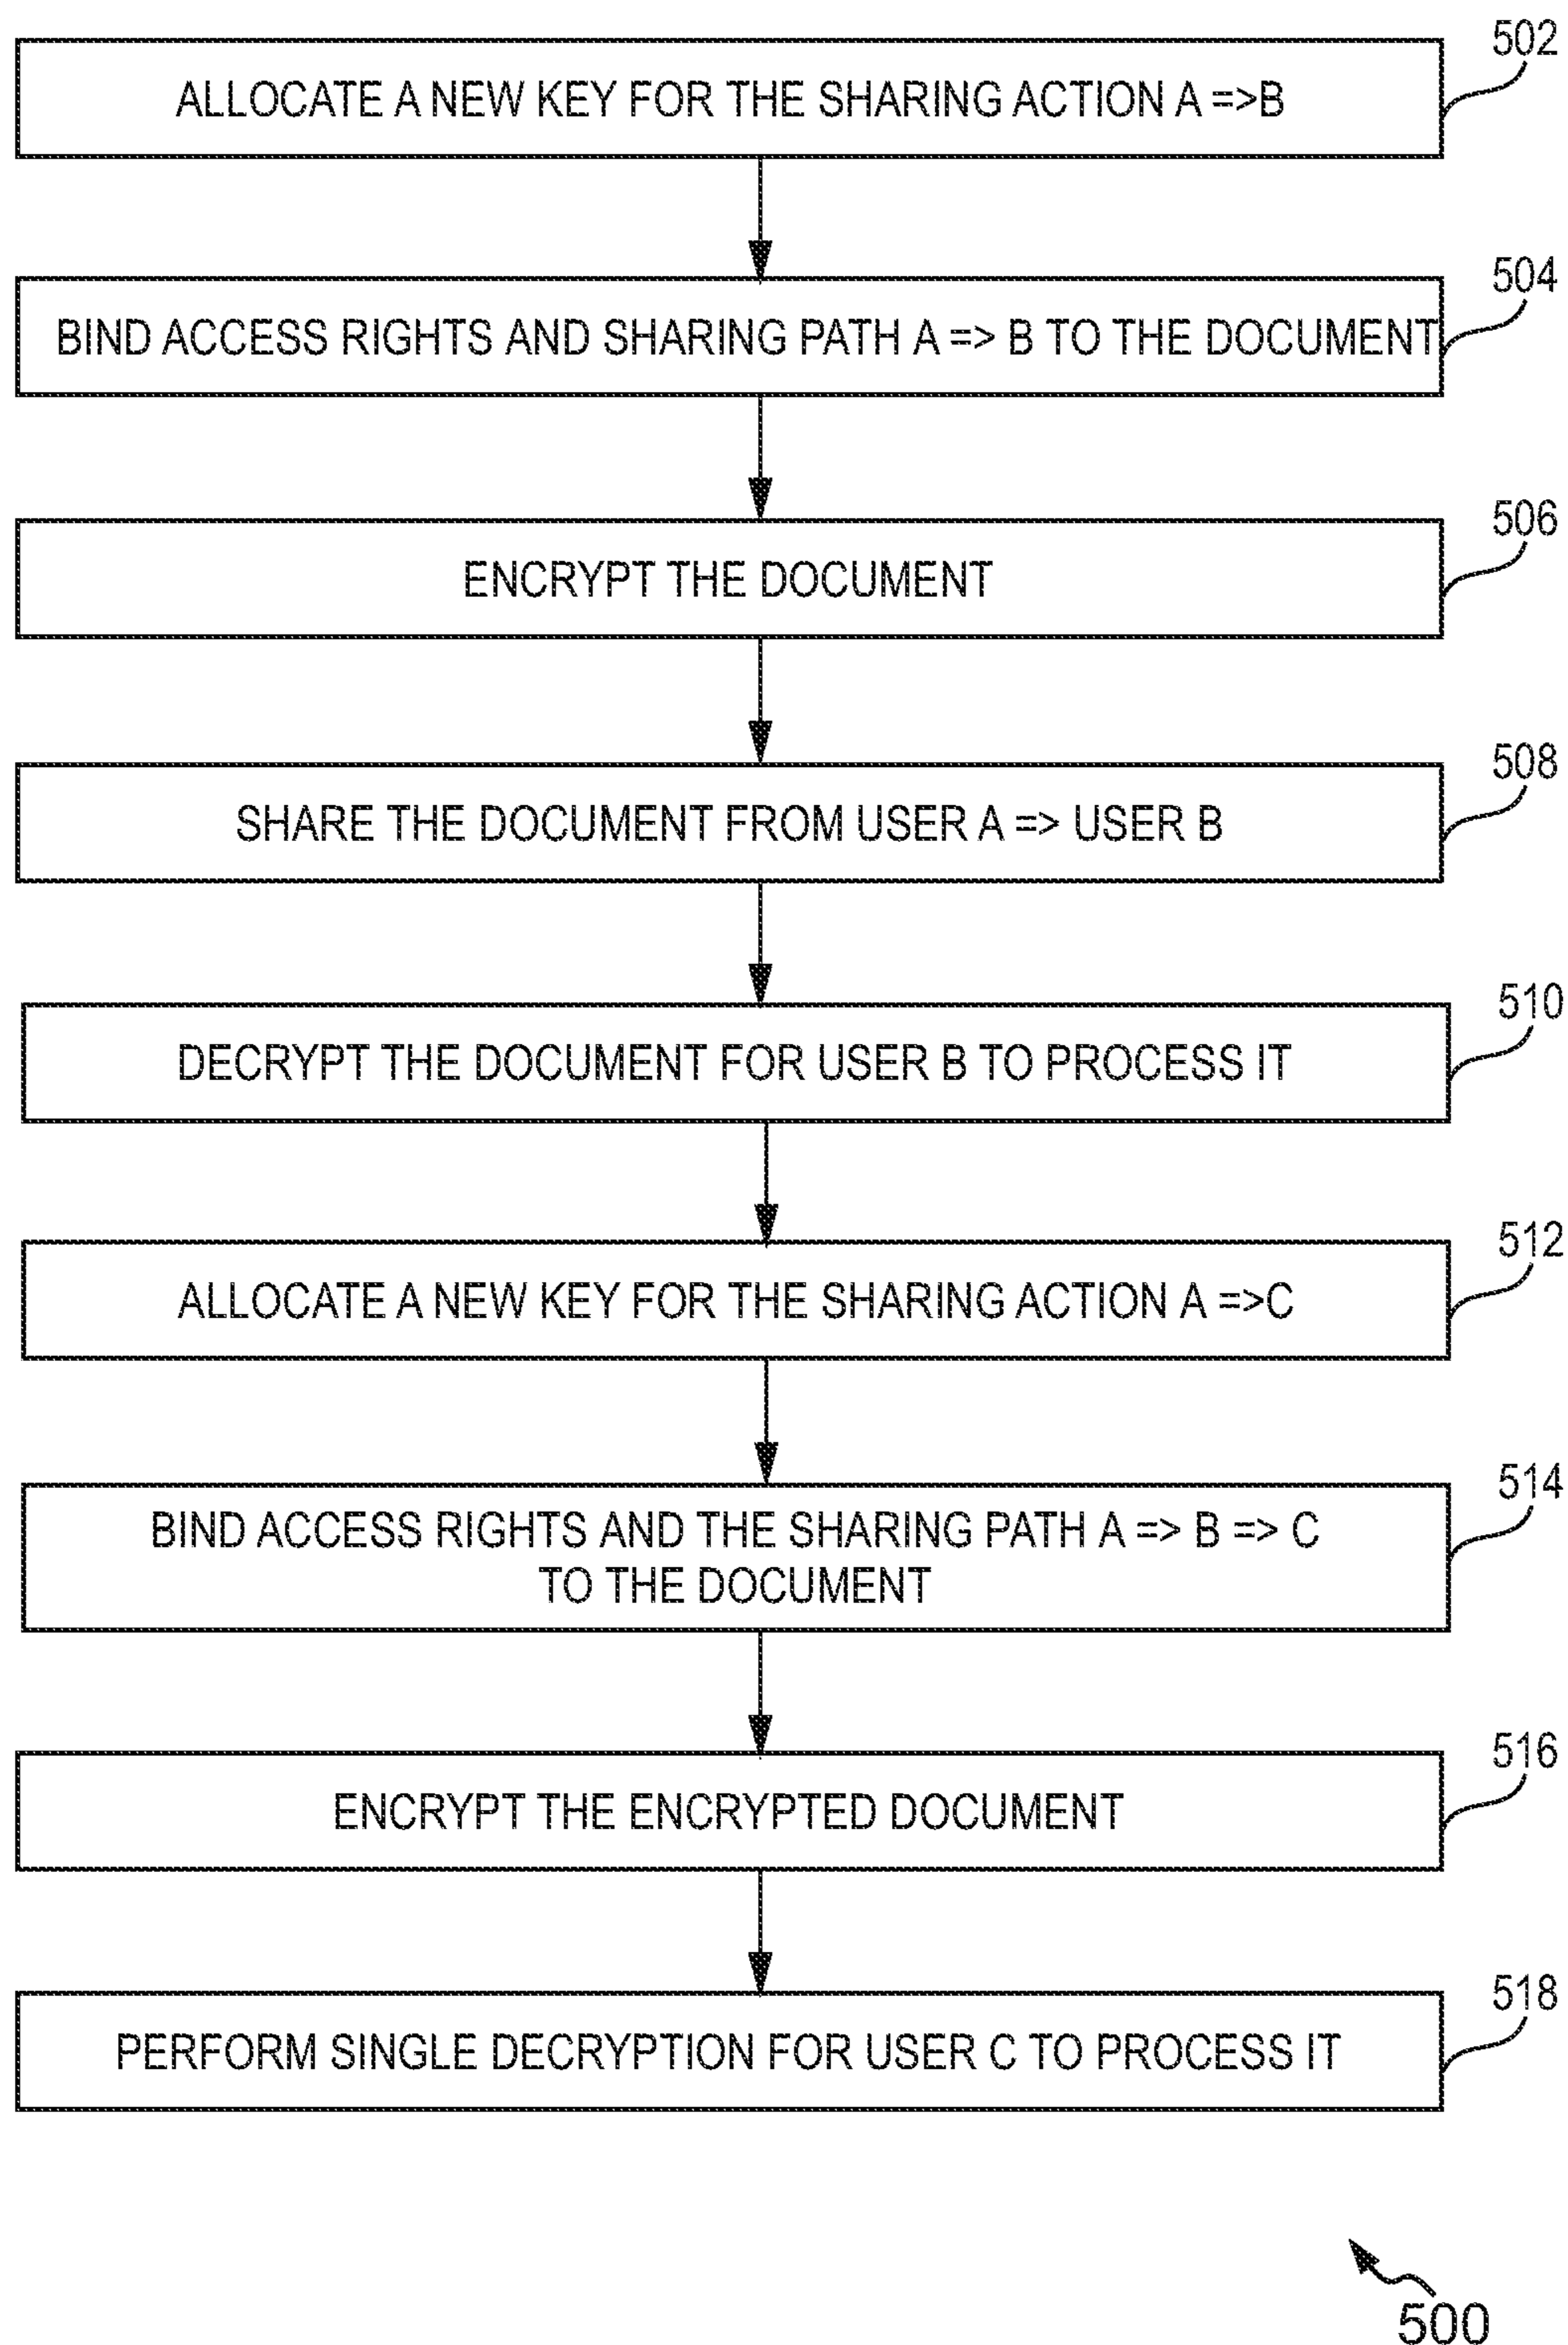 502
ALLOCATE A NEW KEY FOR THE SHARING ACTION A =>B
504
BIND ACCESS RIGHTS AND SHARING PATH A => B TO THE DOCUMENT
506
ENCRYPT THE DOCUMENT
508
SHARE THE DOCUMENT FROM USER A => USER B
510
DECRYPT THE DOCUMENT FOR USER B TO PROCESS IT
512
ALLOCATE A NEW KEY FOR THE SHARING ACTION A =>C
514
BIND ACCESS RIGHTS AND THE SHARING PATH A => B => C
TO THE DOCUMENT
516
ENCRYPT THE ENCRYPTED DOCUMENT
518
PERFORM SINGLE DECRYPTION FOR USER C TO PROCESS IT
500